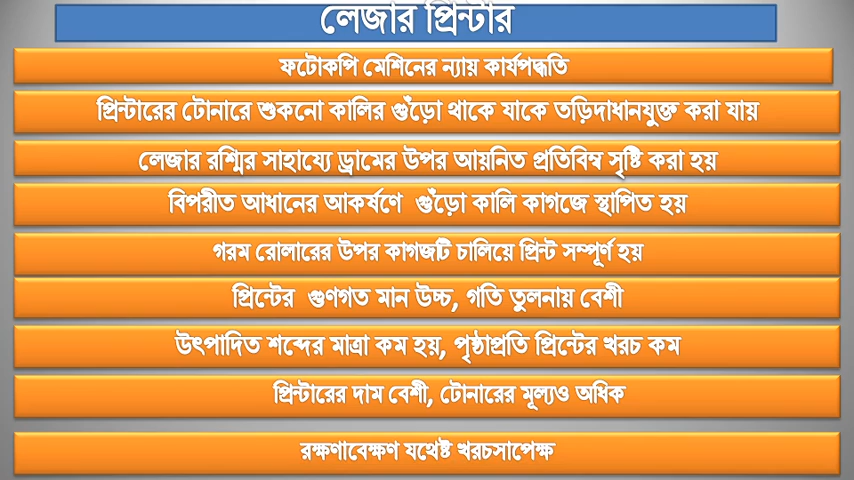 লেজার প্রিন্টার
ফটোকপি মেশিনের ন্যায় কার্যপদ্ধতি
প্রিন্টারের টোনারে শুকনো কালির গুঁড়ো থাকে যাকে তড়িদাধানযুক্ত করা যায়
লেজার রশ্মির সাহায্যে ড্রামের উপর আয়নিত প্রতিবিম্ব সৃষ্টি করা হয়
বিপরীত আধানের আকর্ষণে গুঁড়ো কালি কাগজে স্থাপিত হয়
গরম রোলারের উপর কাগজটি চালিয়ে প্রিন্ট সম্পূর্ণ হয়
প্রিন্টের গুণগত মান উচ্চ, গতি তুলনায় বেশী
উৎপাদিত শব্দের মাত্রা কম হয়, পৃষ্ঠাপ্রতি প্রিন্টের খরচ কম
প্রিন্টারের দাম বেশী, টোনারের মূল্যও অধিক
রক্ষণাবেক্ষণ যথেষ্ট খরচসাপেক্ষ